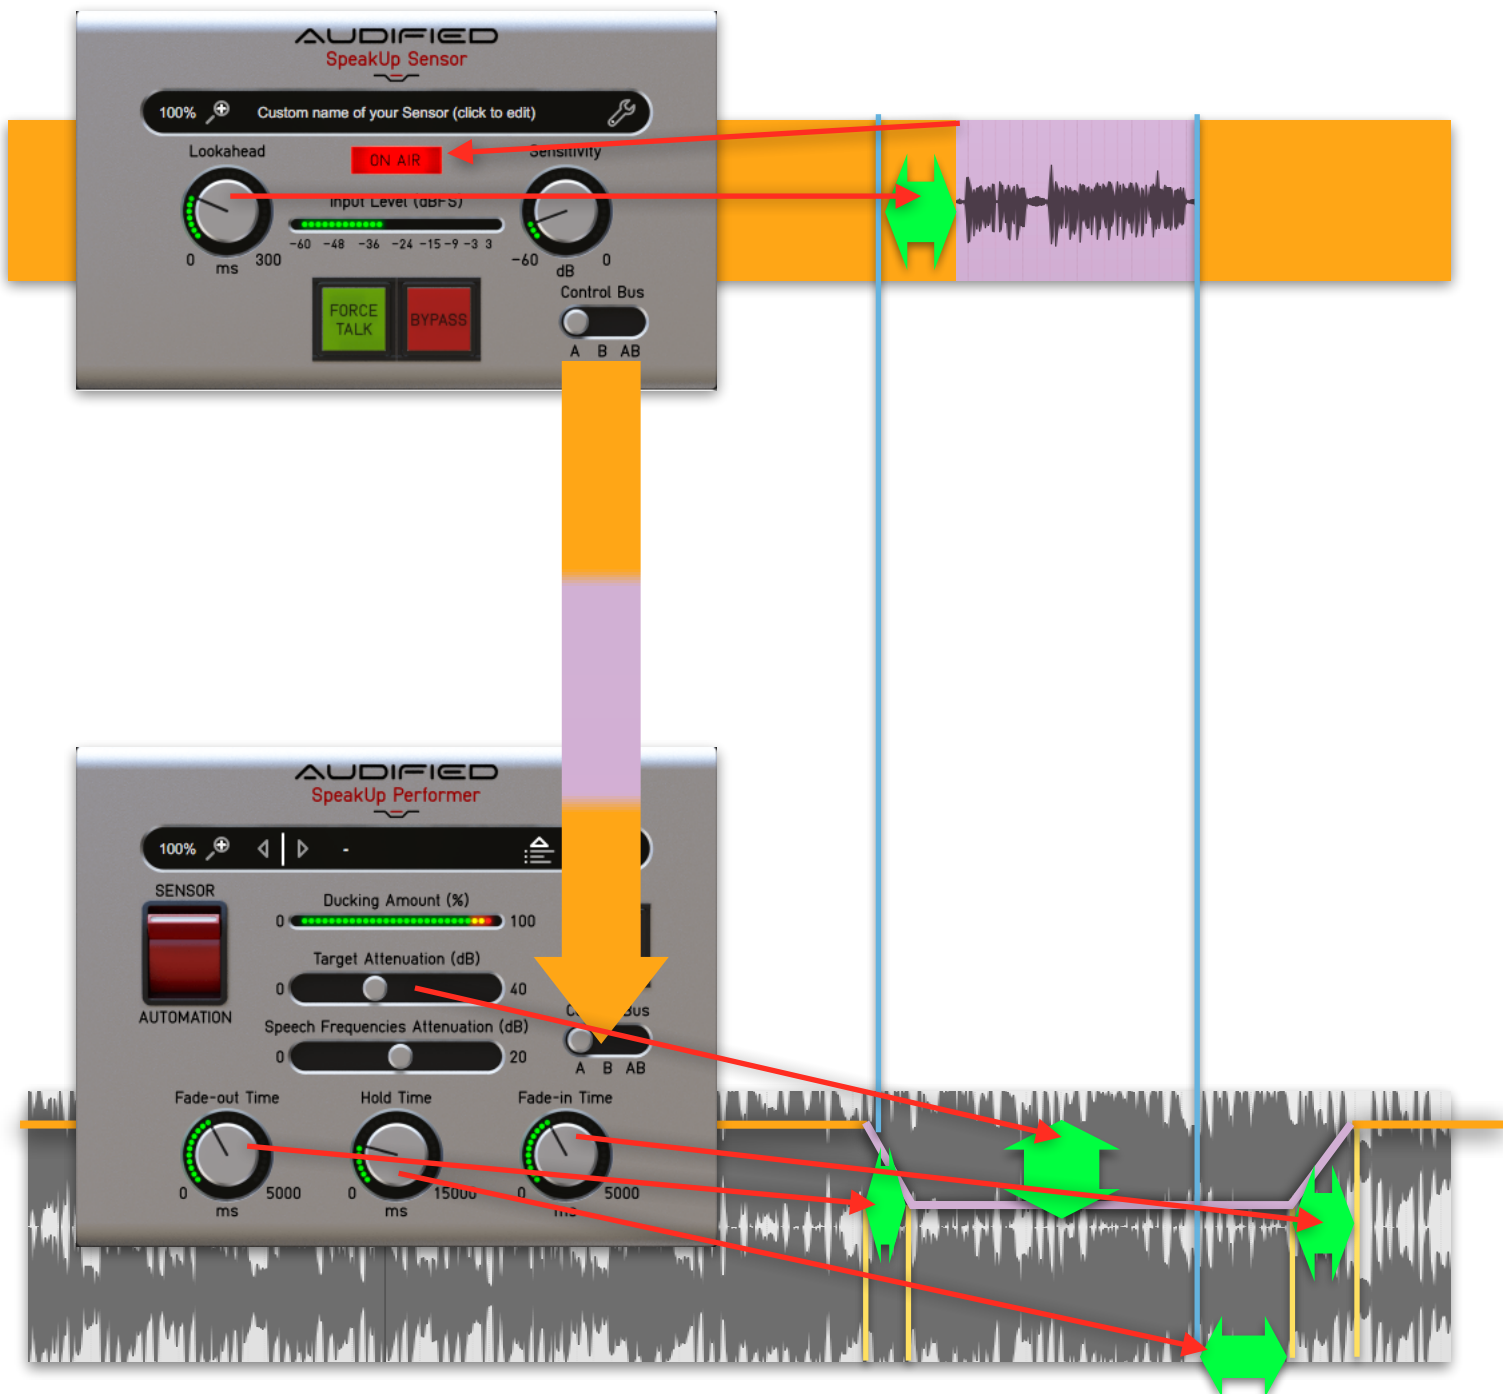 AUDIFIED
SpeakUp Sensor
100% Custom name of your Sensor (click to edit)
Lookahead
ON AIR
Sensitivity
Input Level (dBFS)
-60 -48 -36 -24 -15 -9 -3 3
0 ms 300
-60 dB 0
FORCE TALK
BYPASS
Control Bus
A B AB
AUDIFIED
SpeakUp Performer
100% -
SENSOR
AUTOMATION
Ducking Amount (%)
0 100
Target Attenuation (dB)
0 40
Speech Frequencies Attenuation (dB)
0 20
Bus
A B AB
Fade-out Time
0 ms 5000
Hold Time
0 ms 15000
Fade-in Time
0 ms 5000